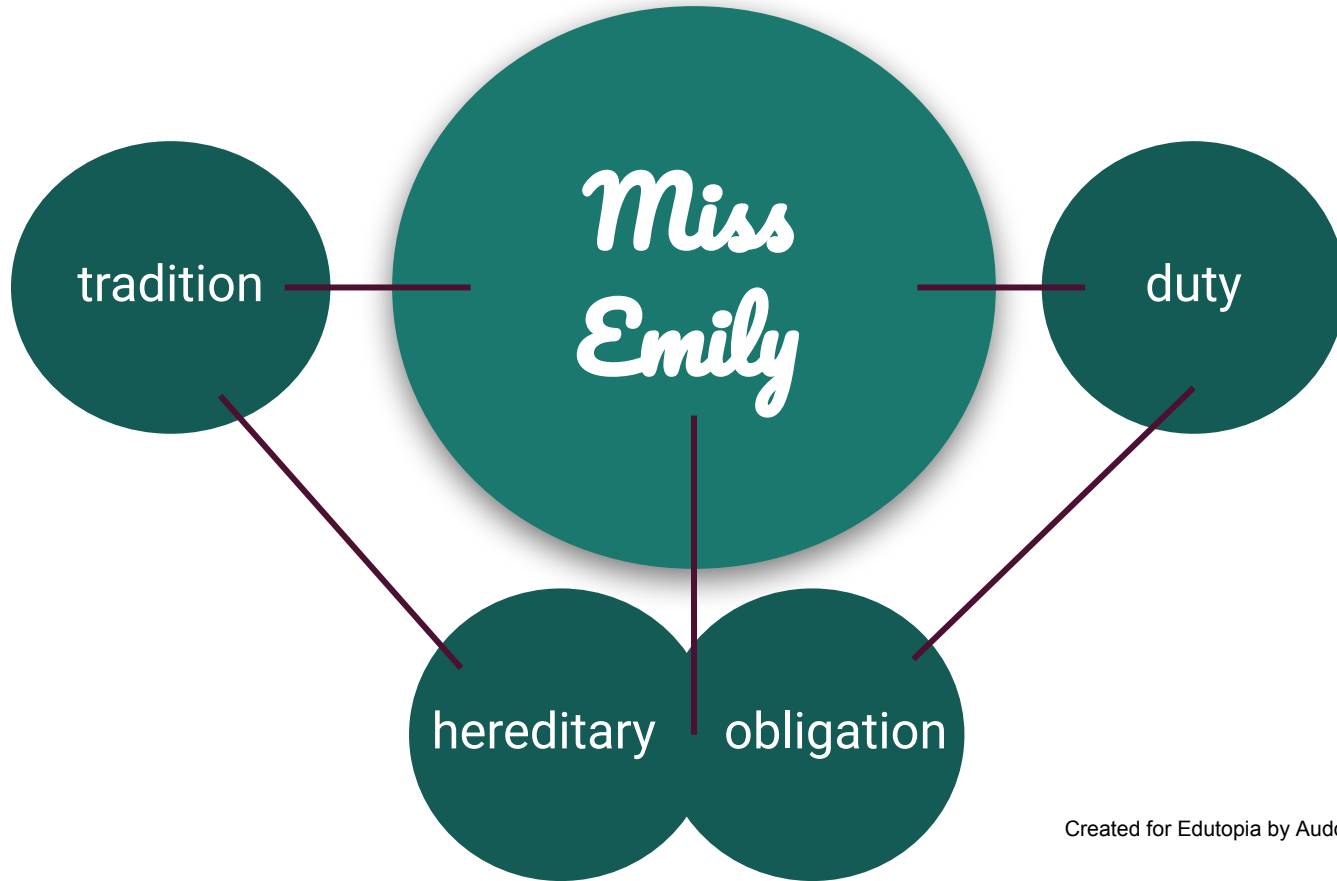 Miss
Emily
tradition
duty
hereditary
obligation
Created for Edutopia by